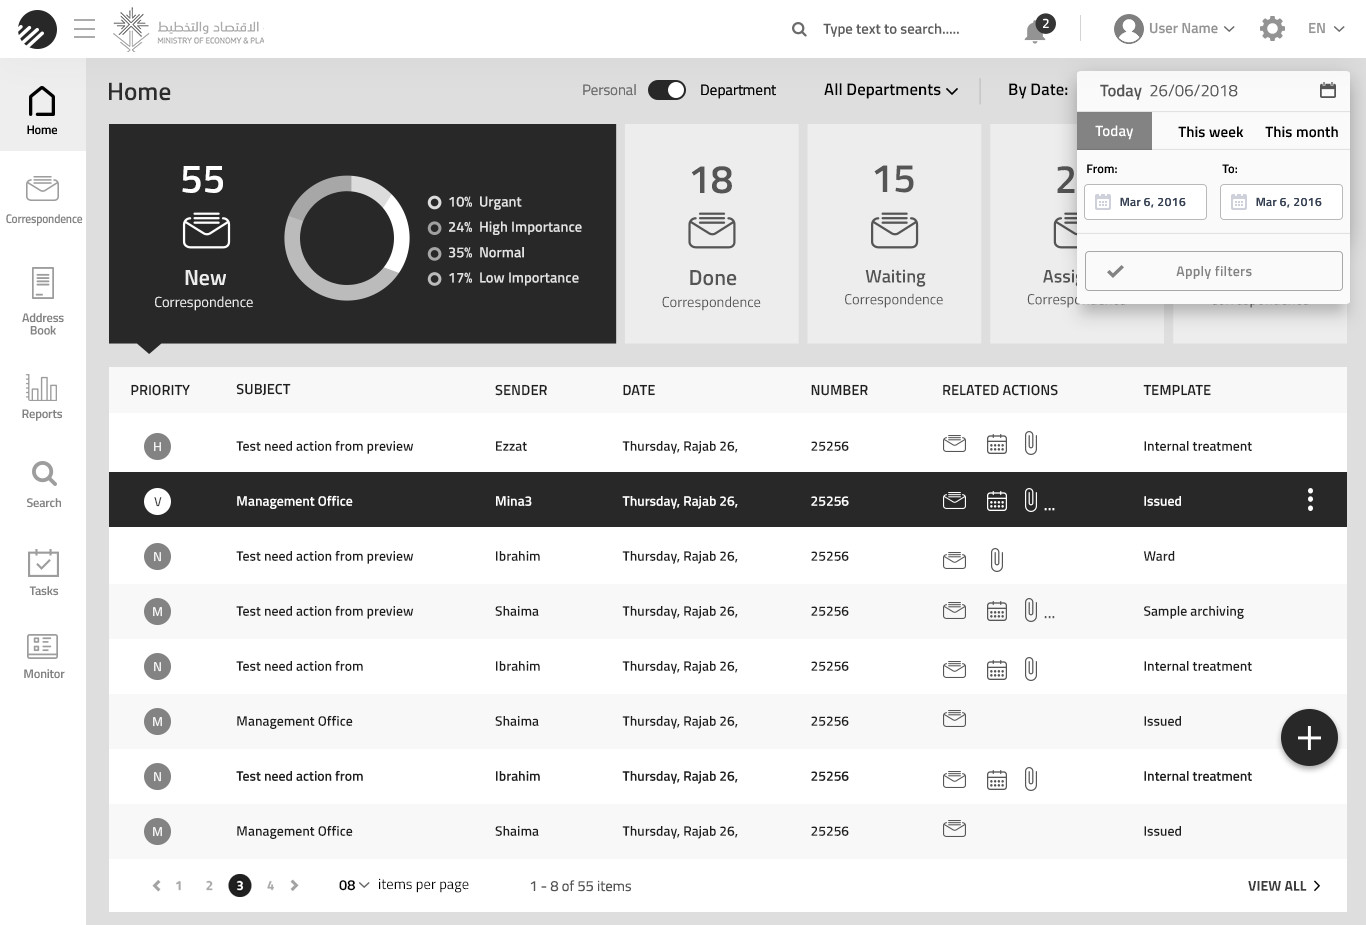 الاقتصاد والتخطيط
MINISTRY OF ECONOMY & PLA
Type text to search.....
2
User Name
EN
Home
Correspondence
Address
Book
Reports
Search
Tasks
Monitor
Home
Personal
Department
All Departments
By Date:
Today 26/06/2018
Today
This week
This month
From:
To:
Mar 6, 2016
Mar 6, 2016
Apply filters
55
New
Correspondence
10% Urgant
24% High Importance
35% Normal
17% Low Importance
18
Done
Correspondence
15
Waiting
Correspondence
2
Assig
Corresp
PRIORITY SUBJECT SENDER DATE NUMBER RELATED ACTIONS TEMPLATE
H Test need action from preview Ezzat Thursday, Rajab 26, 25256 Internal treatment
V Management Office Mina3 Thursday, Rajab 26, 25256 ... Issued
N Test need action from preview Ibrahim Thursday, Rajab 26, 25256 Ward
M Test need action from preview Shaima Thursday, Rajab 26, 25256 ... Sample archiving
N Test need action from Ibrahim Thursday, Rajab 26, 25256 Internal treatment
M Management Office Shaima Thursday, Rajab 26, 25256 Issued
N Test need action from Ibrahim Thursday, Rajab 26, 25256 Internal treatment
M Management Office Shaima Thursday, Rajab 26, 25256 Issued
1 2 3 4 08 items per page 1 - 8 of 55 items VIEW ALL